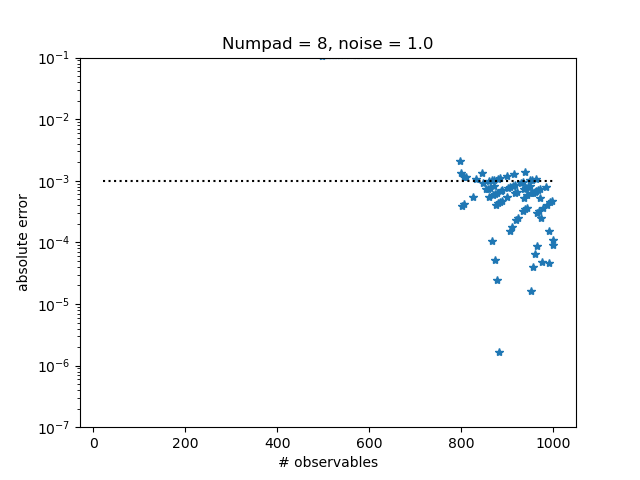 Numpad = 8, noise = 1.0
10⁻¹
10⁻²
10⁻³
10⁻⁴
10⁻⁵
10⁻⁶
10⁻⁷
absolute error
0 200 400 600 800 1000
# observables